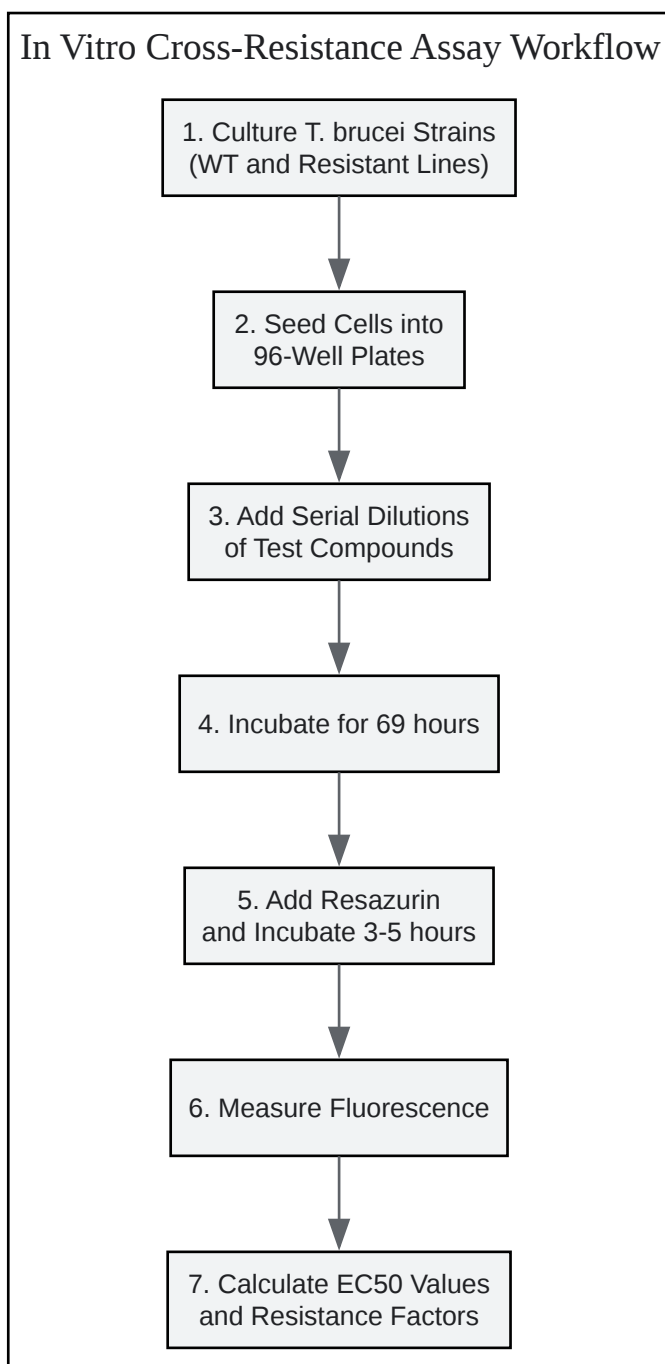 In Vitro Cross-Resistance Assay Workflow
1. Culture T. brucei Strains
(WT and Resistant Lines)
2. Seed Cells into
96-Well Plates
3. Add Serial Dilutions
of Test Compounds
4. Incubate for 69 hours
5. Add Resazurin
and Incubate 3-5 hours
6. Measure Fluorescence
7. Calculate EC50 Values
and Resistance Factors